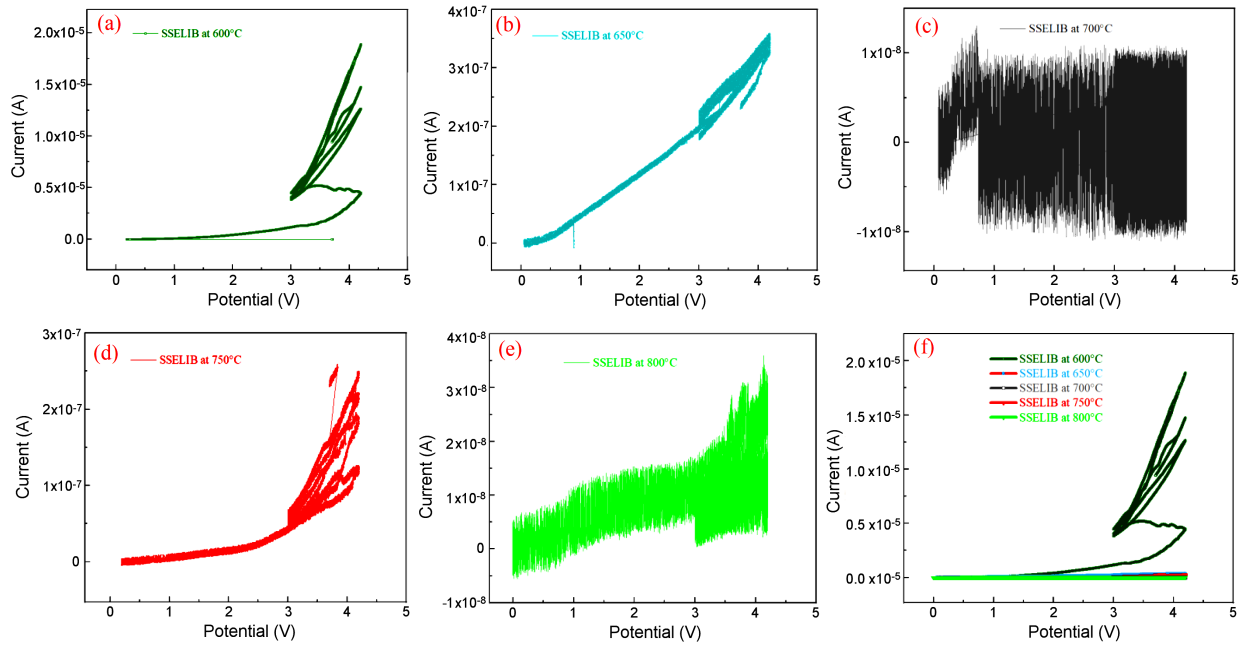 (a)
SSELIB at 600°C
2.0x10-5
1.5x10-5
1.0x10-5
0.5x10-5
0.0
Current (A)
0 1 2 3 4 5
Potential (V)
(b)
SSELIB at 650°C
4x10-7
3x10-7
2x10-7
1x10-7
0
Current (A)
0 1 2 3 4 5
Potential (V)
(c)
SSELIB at 700°C
1x10-8
0
-1x10-8
Current (A)
0 1 2 3 4 5
Potential (V)
(d)
SSELIB at 750°C
3x10-7
2x10-7
1x10-7
0
Current (A)
0 1 2 3 4 5
Potential (V)
(e)
SSELIB at 800°C
4x10-8
3x10-8
2x10-8
1x10-8
0
-1x10-8
Current (A)
0 1 2 3 4 5
Potential (V)
(f)
SSELIB at 600°C
SSELIB at 650°C
SSELIB at 700°C
SSELIB at 750°C
SSELIB at 800°C
2.0 x10-5
1.5x10-5
1.0 x10-5
0.5 x10-5
0.0 x10-5
Current (A)
0 1 2 3 4 5
Potential (V)